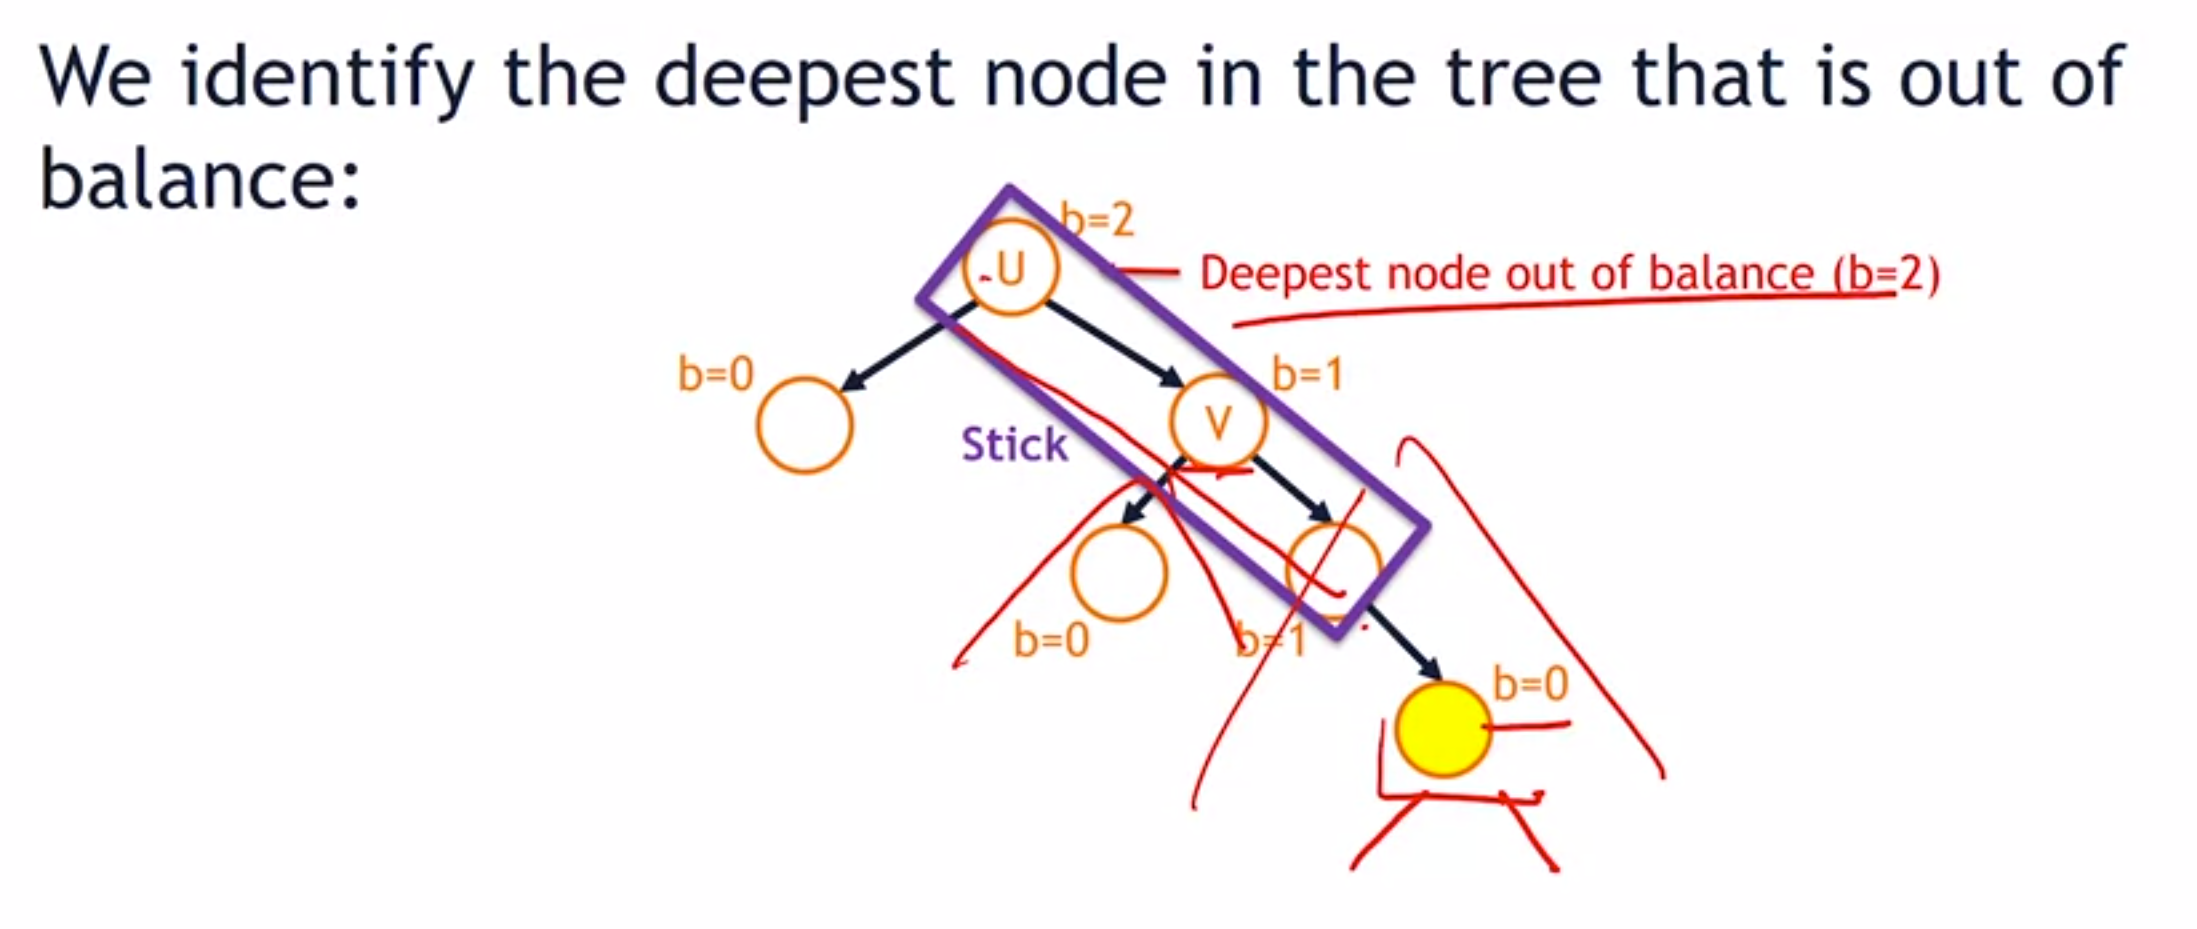 We identify the deepest node in the tree that is out of
balance:
b=2
U
Deepest node out of balance (b=2)
b=0
b=1
V
Stick
b=0
b=1
b=0